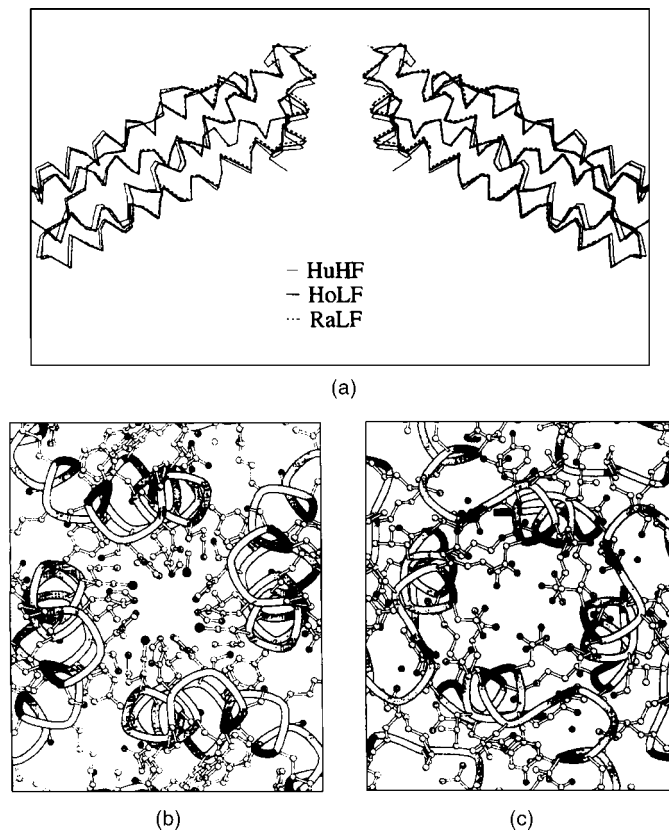 – HuHF
– HoLF
--- RaLF
(a)
(b)
(c)